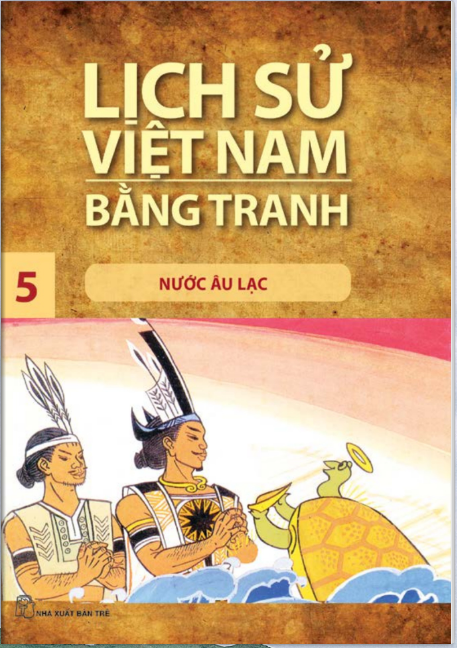 LỊCH SỬ
VIỆT NAM
BẰNG TRANH
5
NƯỚC ÂU LẠC
NHÀ XUẤT BẢN TRẺ